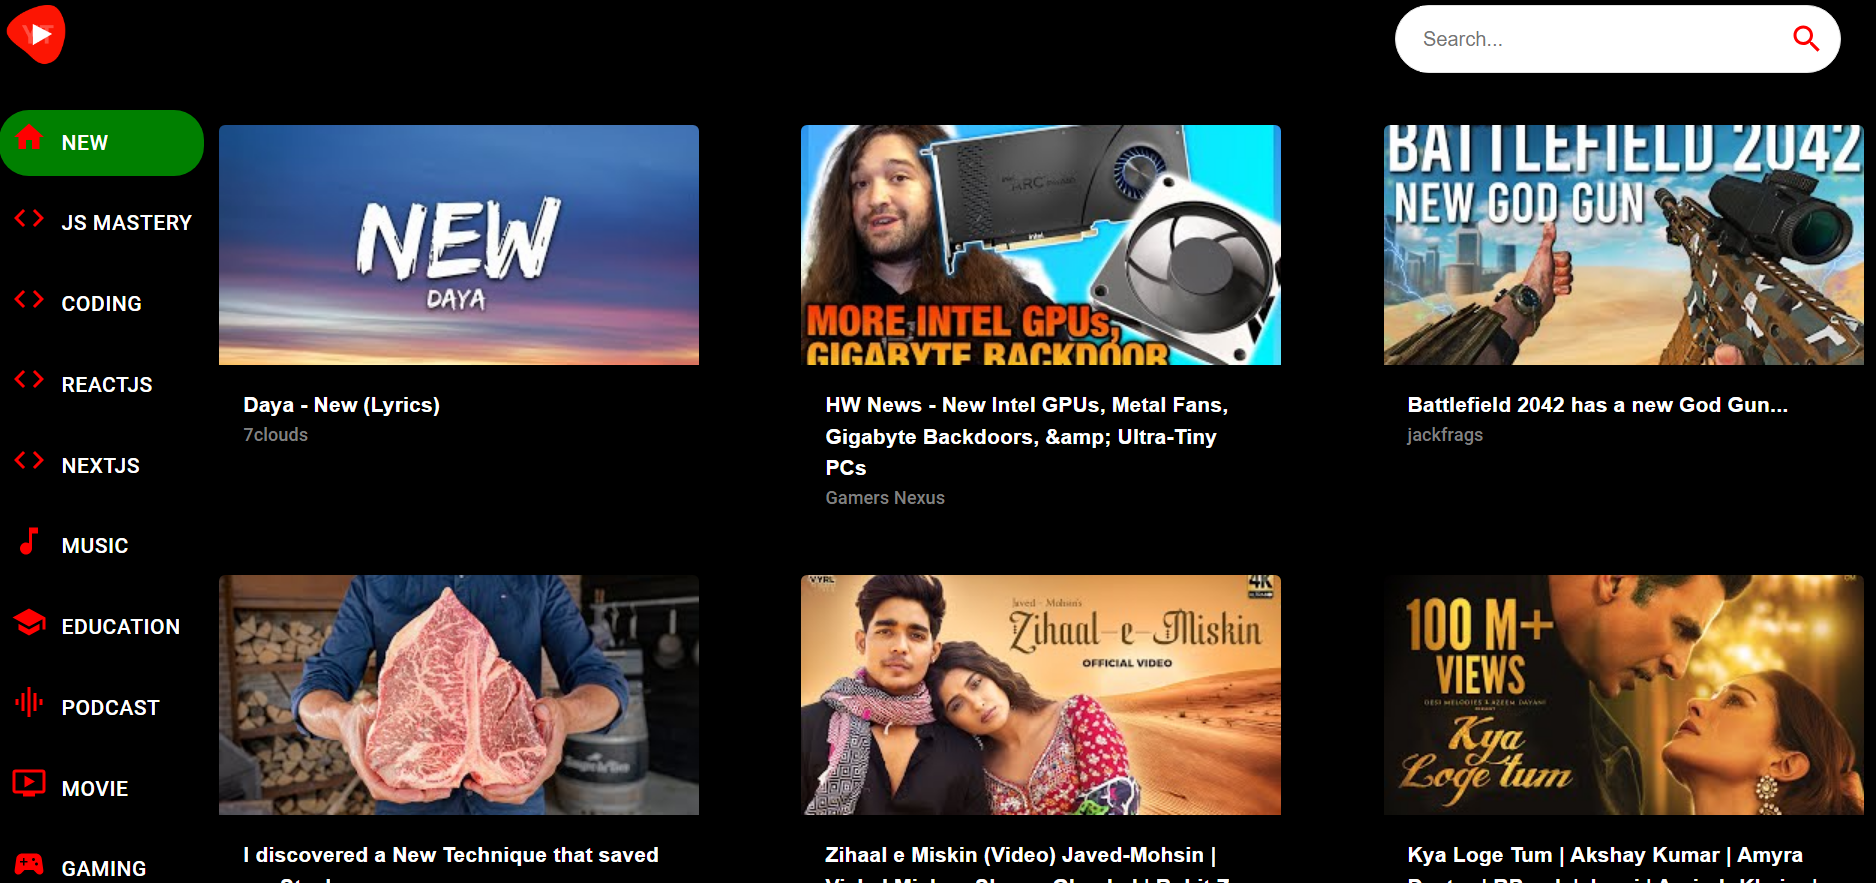 YT
Search...
NEW
JS MASTERY
CODING
REACTJS
NEXTJS
MUSIC
EDUCATION
PODCAST
MOVIE
GAMING
NEW
DAYA
Daya - New (Lyrics)
7clouds
intel ARC
intel
MORE INTEL GPUs,
GIGABYTE BACKDOOR
HW News - New Intel GPUs, Metal Fans,
Gigabyte Backdoors, &amp; Ultra-Tiny
PCs
Gamers Nexus
BATTLEFIELD 2042
NEW GOD GUN
Battlefield 2042 has a new God Gun...
jackfrags
I discovered a New Technique that saved
VYRL
4K
Javed - Mohsin's
Zihaal-e-Miskin
OFFICIAL VIDEO
Zihaal e Miskin (Video) Javed-Mohsin |
100 M+
VIEWS
DESI MELODIES & AZEEM DAYANI
Kya
Loge tum
Kya Loge Tum | Akshay Kumar | Amyra